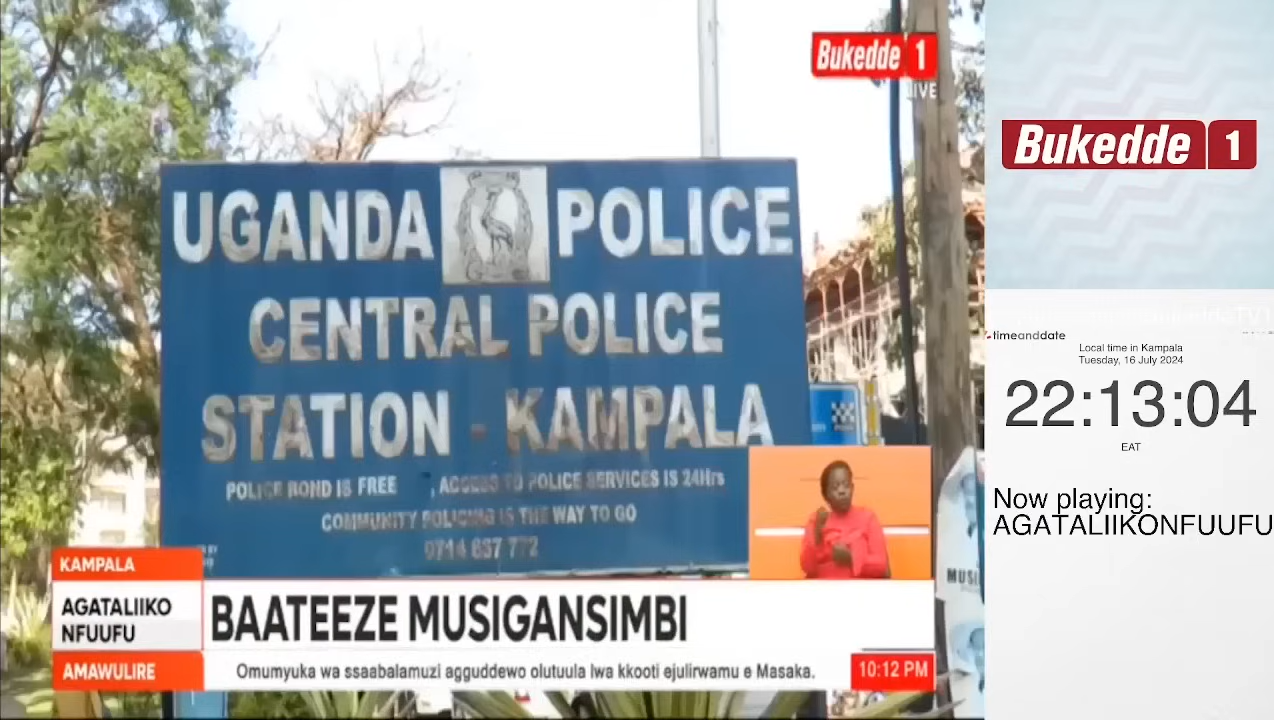 Bukedde 1
LIVE
UGANDA POLICE
CENTRAL POLICE
STATION - KAMPALA
POLICE BOND IS FREE , ACCESS TO POLICE SERVICES IS 24Hrs
COMMUNITY POLICING IS THE WAY TO GO
0714 667 772
MUSI
KAMPALA
AGATALIIKO
NFUUFU
BAATEEZE MUSIGANSIMBI
AMAWULIRE
Omumyuka wa ssaabalamuzi agguddewo olutuula lwa kkooti ejulirwamu e Masaka.
10:12 PM
Bukedde 1
timeanddate
Local time in Kampala
Tuesday, 16 July 2024
22:13:04
EAT
Now playing:
AGATALIIKONFUUFU